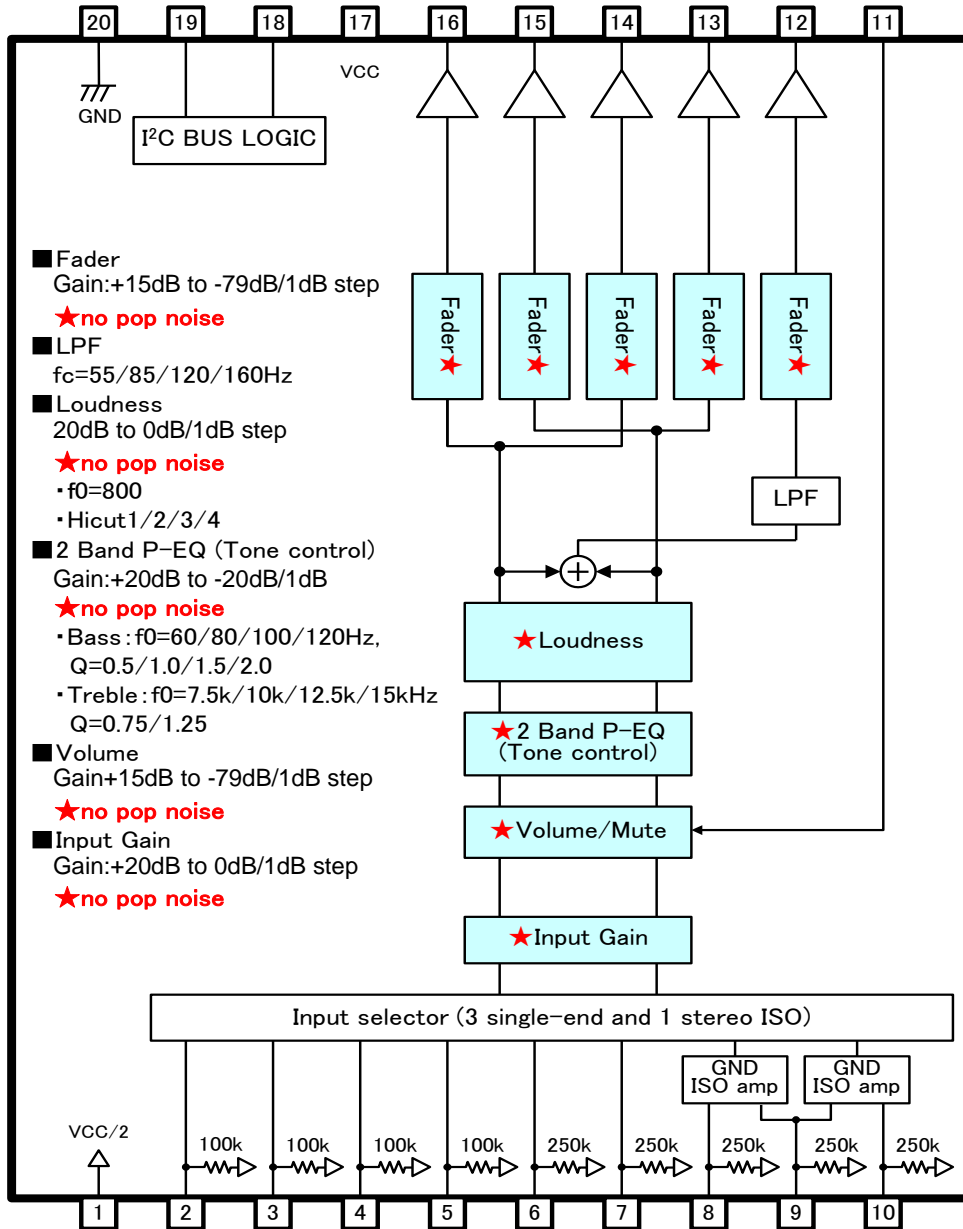 20 19 18 17 16 15 14 13 12 11
VCC
GND
I²C BUS LOGIC
■Fader
Gain:+15dB to -79dB/1dB step
★no pop noise
■LPF
fc=55/85/120/160Hz
■Loudness
20dB to 0dB/1dB step
★no pop noise
・f0=800
・Hicut1/2/3/4
■2 Band P-EQ (Tone control)
Gain:+20dB to -20dB/1dB
★no pop noise
・Bass:f0=60/80/100/120Hz,
Q=0.5/1.0/1.5/2.0
・Treble:f0=7.5k/10k/12.5k/15kHz
Q=0.75/1.25
■Volume
Gain+15dB to -79dB/1dB step
★no pop noise
■Input Gain
Gain:+20dB to 0dB/1dB step
★no pop noise
Fader★
Fader★
Fader★
Fader★
Fader★
LPF
★Loudness
★2 Band P-EQ
(Tone control)
★Volume/Mute
★Input Gain
Input selector (3 single-end and 1 stereo ISO)
GND
ISO amp
GND
ISO amp
VCC/2
100k 100k 100k 100k 250k 250k 250k 250k 250k
1 2 3 4 5 6 7 8 9 10